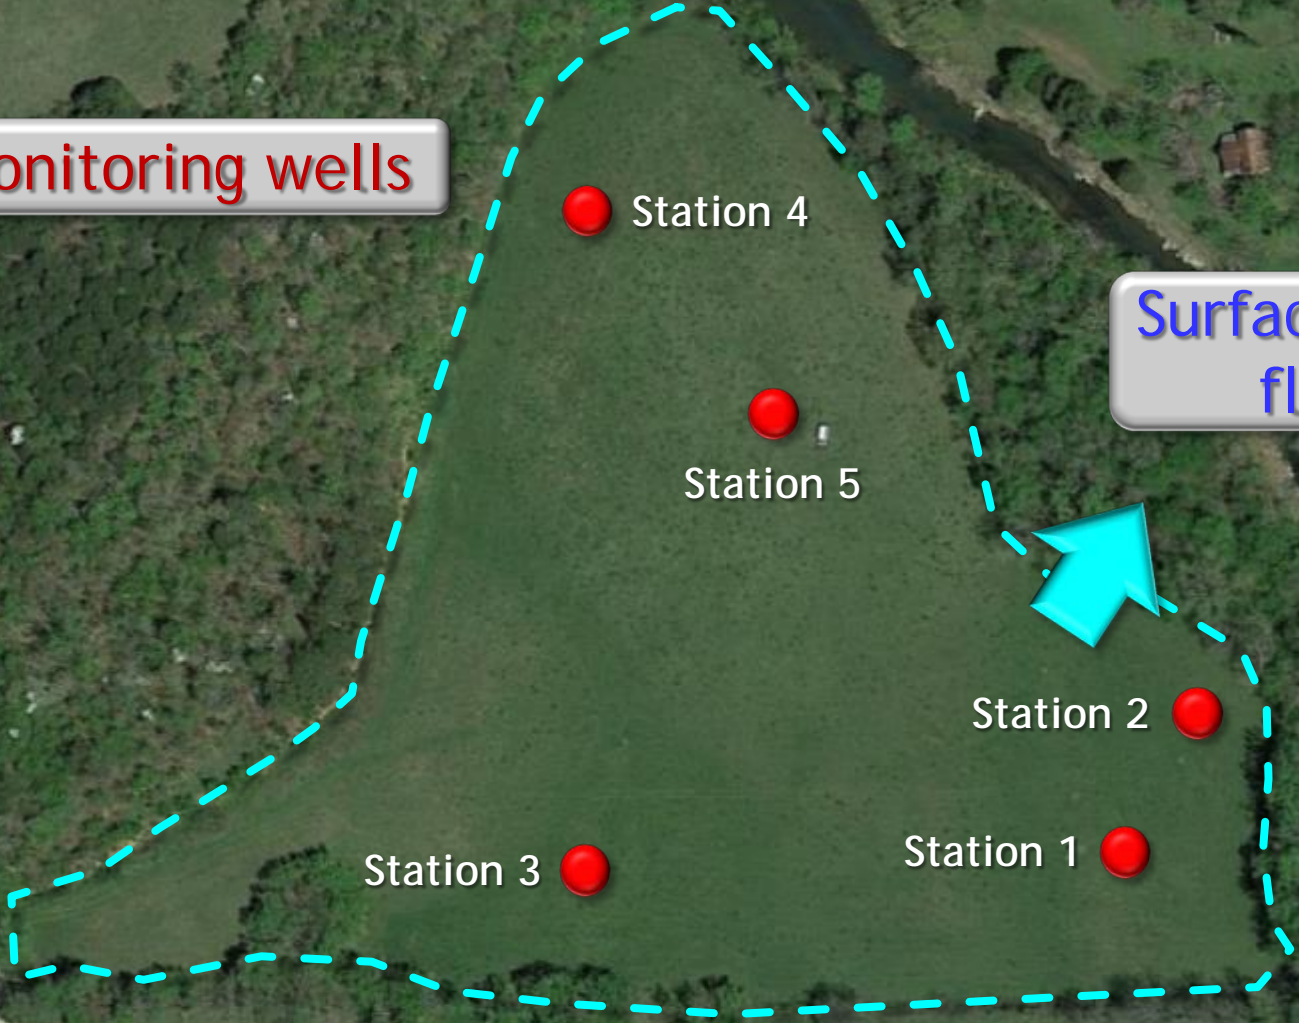 onitoring wells
Station 4
Surfac
fl
Station 5
Station 2
Station 1
Station 3